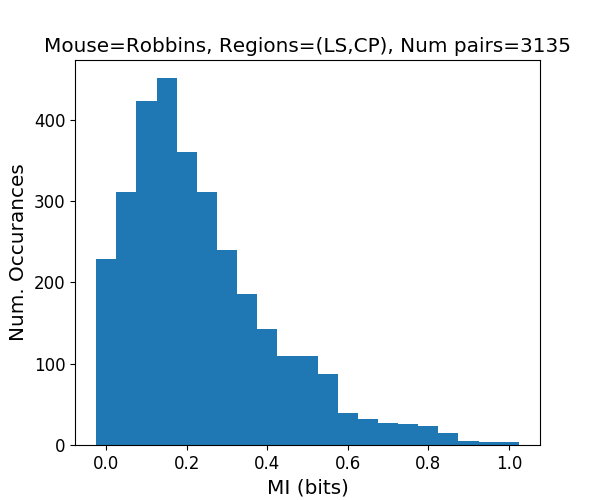 Mouse=Robbins, Regions=(LS,CP), Num pairs=3135
Num. Occurances
400
300
200
100
0
0.0 0.2 0.4 0.6 0.8 1.0
MI (bits)